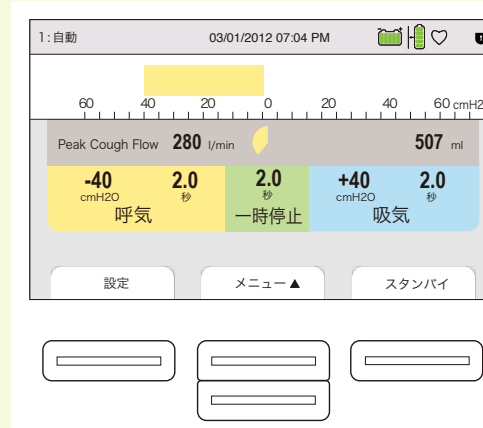 1:自動 03/01/2012 07:04 PM
60 40 20 0 20 40 60 cmH2
Peak Cough Flow 280 l/min 507 ml
-40 2.0 2.0 +40 2.0
cmH2O 秒 秒 cmH2O 秒
呼気 一時停止 吸気
設定 メニュー▲ スタンバイ